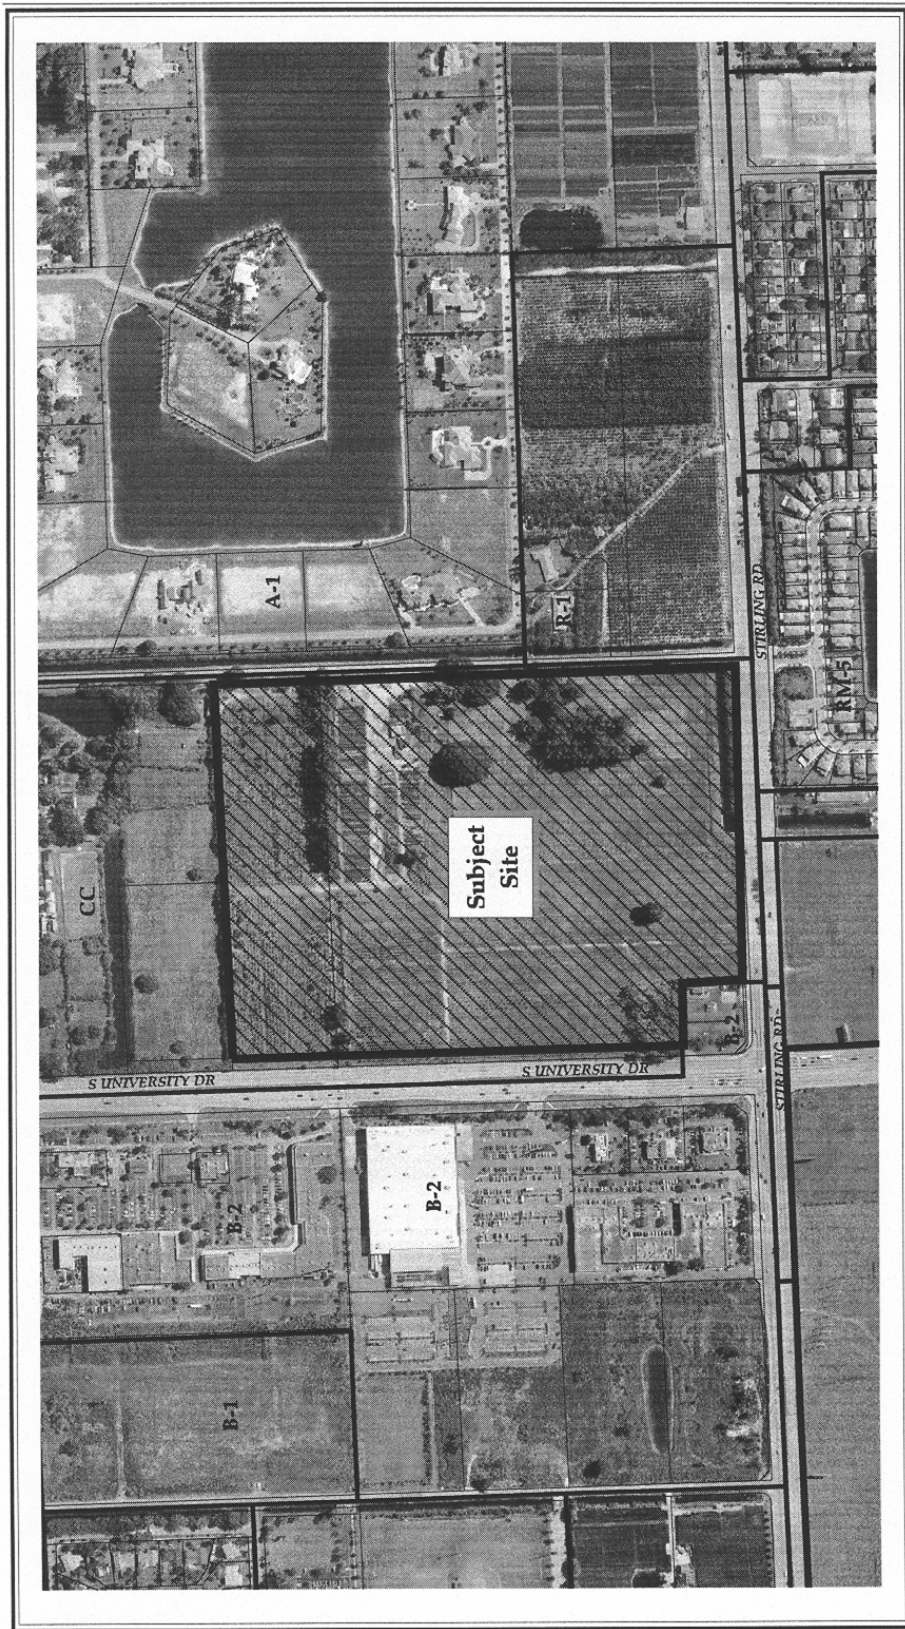 A-1
R-1
STIRLING RD
RM-5
CC
Subject
Site
B-2
S UNIVERSITY DR
S UNIVERSITY DR
STIRLING RD
B-2
B-2
B-1